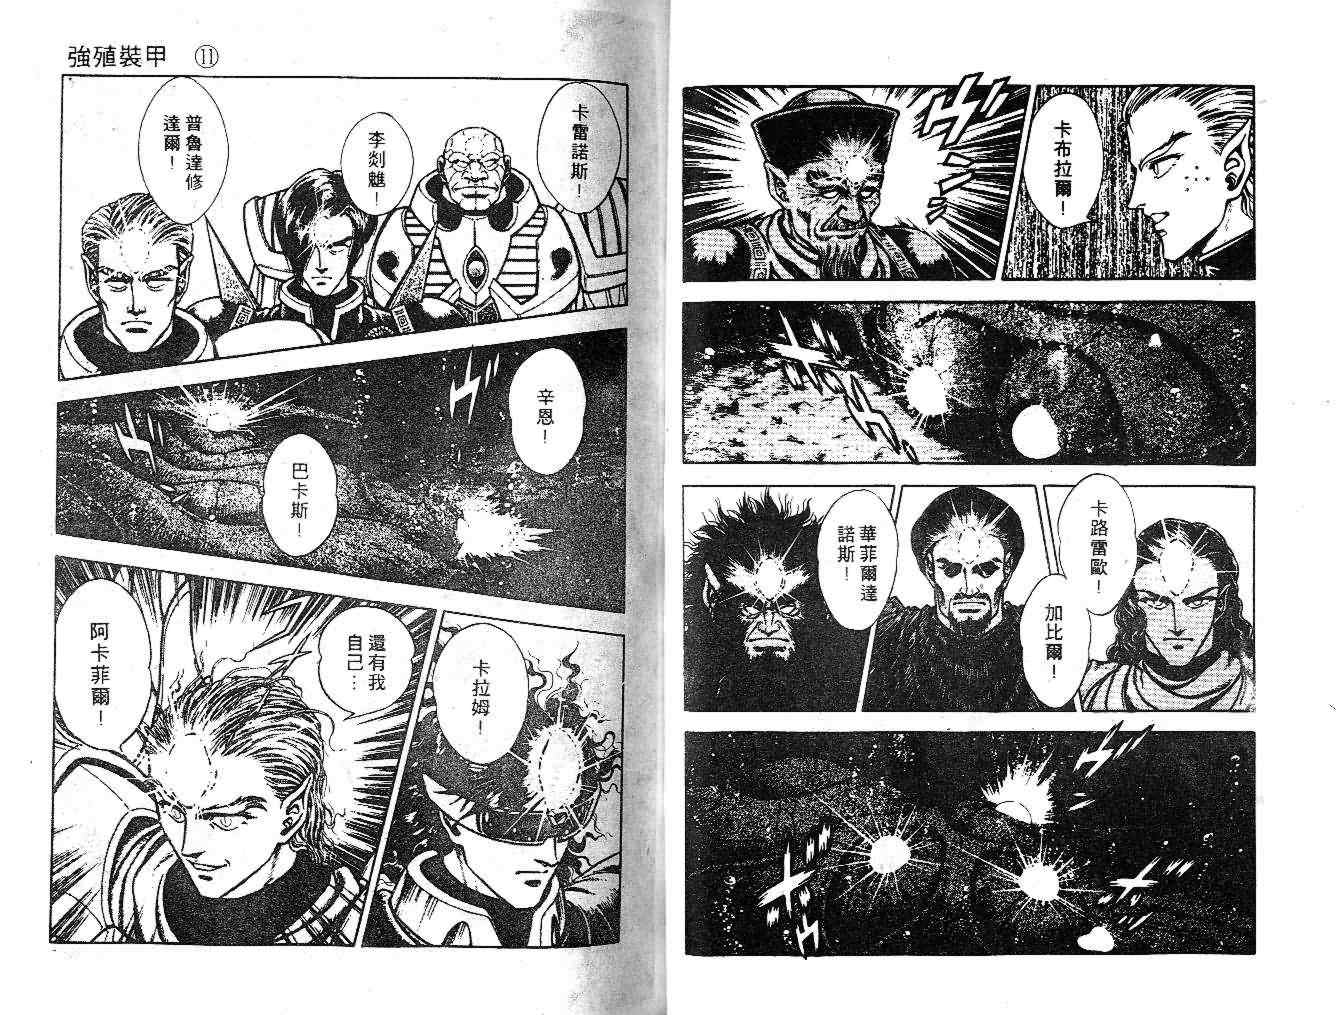 卡布拉爾！
卡路雷歐！
加比爾！
華菲爾達
諾斯！
強殖裝甲 ⑪
卡雷諾斯！
李剡魋！
普魯達修
達爾！
辛恩！
巴卡斯！
卡拉姆！
還有我
自己…
阿卡菲爾！